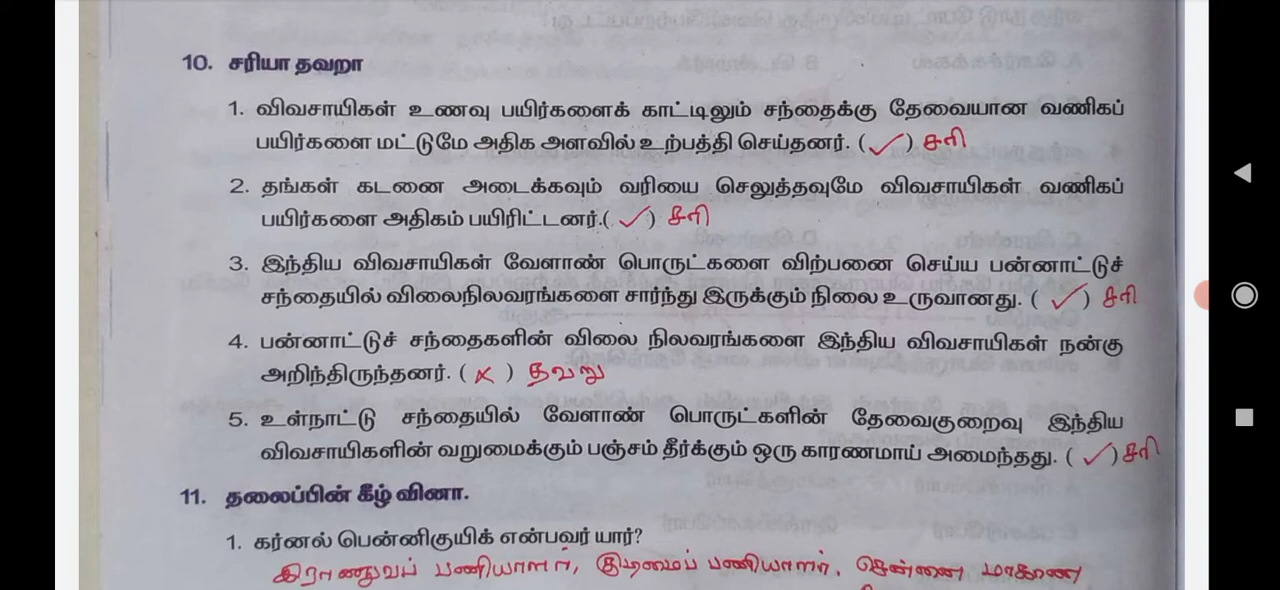 10. சரியா தவறா
1. விவசாயிகள் உணவு பயிர்களைக் காட்டிலும் சந்தைக்கு தேவையான வணிகப்
பயிர்களை மட்டுமே அதிக அளவில் உற்பத்தி செய்தனர். (✓) சரி
2. தங்கள் கடனை அடைக்கவும் வரியை செலுத்தவுமே விவசாயிகள் வணிகப்
பயிர்களை அதிகம் பயிரிட்டனர்.( ✓ ) சரி
3. இந்திய விவசாயிகள் வேளாண் பொருட்களை விற்பனை செய்ய பன்னாட்டுச்
சந்தையில் விலைநிலவரங்களை சார்ந்து இருக்கும் நிலை உருவானது. ( ✓ ) சரி
4. பன்னாட்டுச் சந்தைகளின் விலை நிலவரங்களை இந்திய விவசாயிகள் நன்கு
அறிந்திருந்தனர். ( x ) தவறு
5. உள்நாட்டு சந்தையில் வேளாண் பொருட்களின் தேவைகுறைவு இந்திய
விவசாயிகளின் வறுமைக்கும் பஞ்சம் தீர்க்கும் ஒரு காரணமாய் அமைந்தது. ( ✓ ) சரி
11. தலைப்பின் கீழ் வினா.
1. கர்னல் பென்னிகுயிக் என்பவர் யார்?
இராணுவப் பணியாளர், குடிமைப் பணியாளர், சென்னை மாகாண